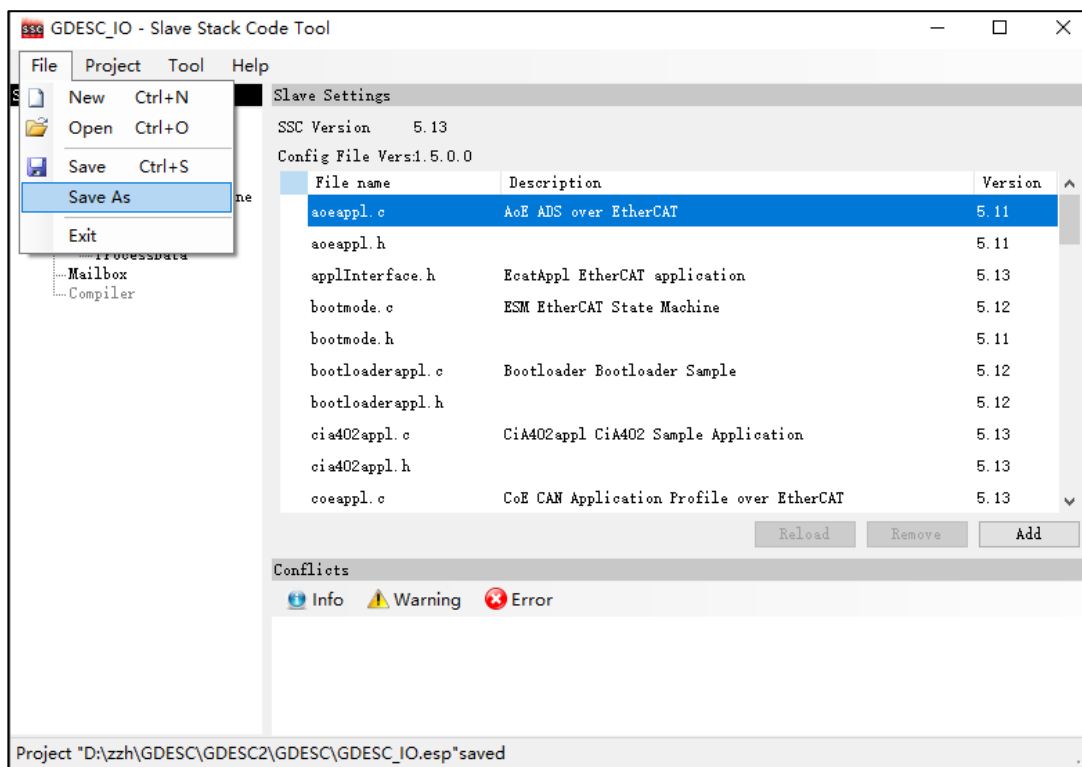 ssc GDESC_IO - Slave Stack Code Tool
File Project Tool Help
New Ctrl+N
Open Ctrl+O
Save Ctrl+S
Save As
Exit
ne
ProcessData
Mailbox
Compiler
Slave Settings
SSC Version 5.13
Config File Vers:1.5.0.0
File name Description Version
aoeappl.c AoE ADS over EtherCAT 5.11
aoeappl.h 5.11
applInterface.h EcatAppl EtherCAT application 5.13
bootmode.c ESM EtherCAT State Machine 5.12
bootmode.h 5.11
bootloaderappl.c Bootloader Bootloader Sample 5.12
bootloaderappl.h 5.12
cia402appl.c CiA402appl CiA402 Sample Application 5.13
cia402appl.h 5.13
coeappl.c CoE CAN Application Profile over EtherCAT 5.13
Reload Remove Add
Conflicts
Info Warning Error
Project "D:\zzh\GDESC\GDESC2\GDESC\GDESC_IO.esp"saved